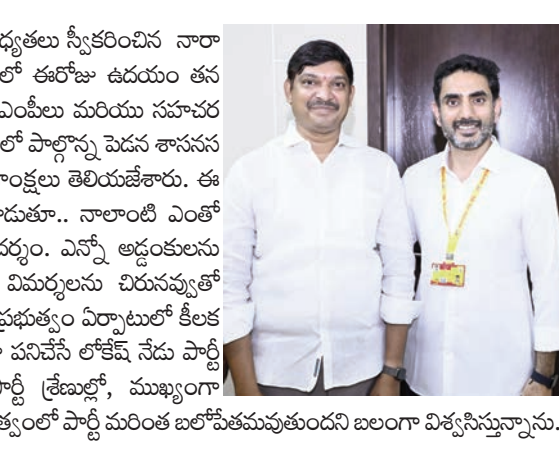 ధ్యతలు స్వీకరించిన నారా
లో ఈరోజు ఉదయం తన
ఎంపీలు మరియు సహచర
లో పాల్గొన్న పెడన శాసనస
ాంక్షలు తెలియజేశారు. ఈ
ాడుతూ.. నాలాంటి ఎంతో
దర్శం. ఎన్నో అడ్డంకులను
విమర్శలను చిరునవ్వుతో
ప్రభుత్వం ఏర్పాటులో కీలక
ా పనిచేసే లోకేష్ నేడు పార్టీ
ార్టీ శ్రేణుల్లో, ముఖ్యంగా
త్వంలో పార్టీ మరింత బలోపేతమవుతుందని బలంగా విశ్వసిస్తున్నాను.